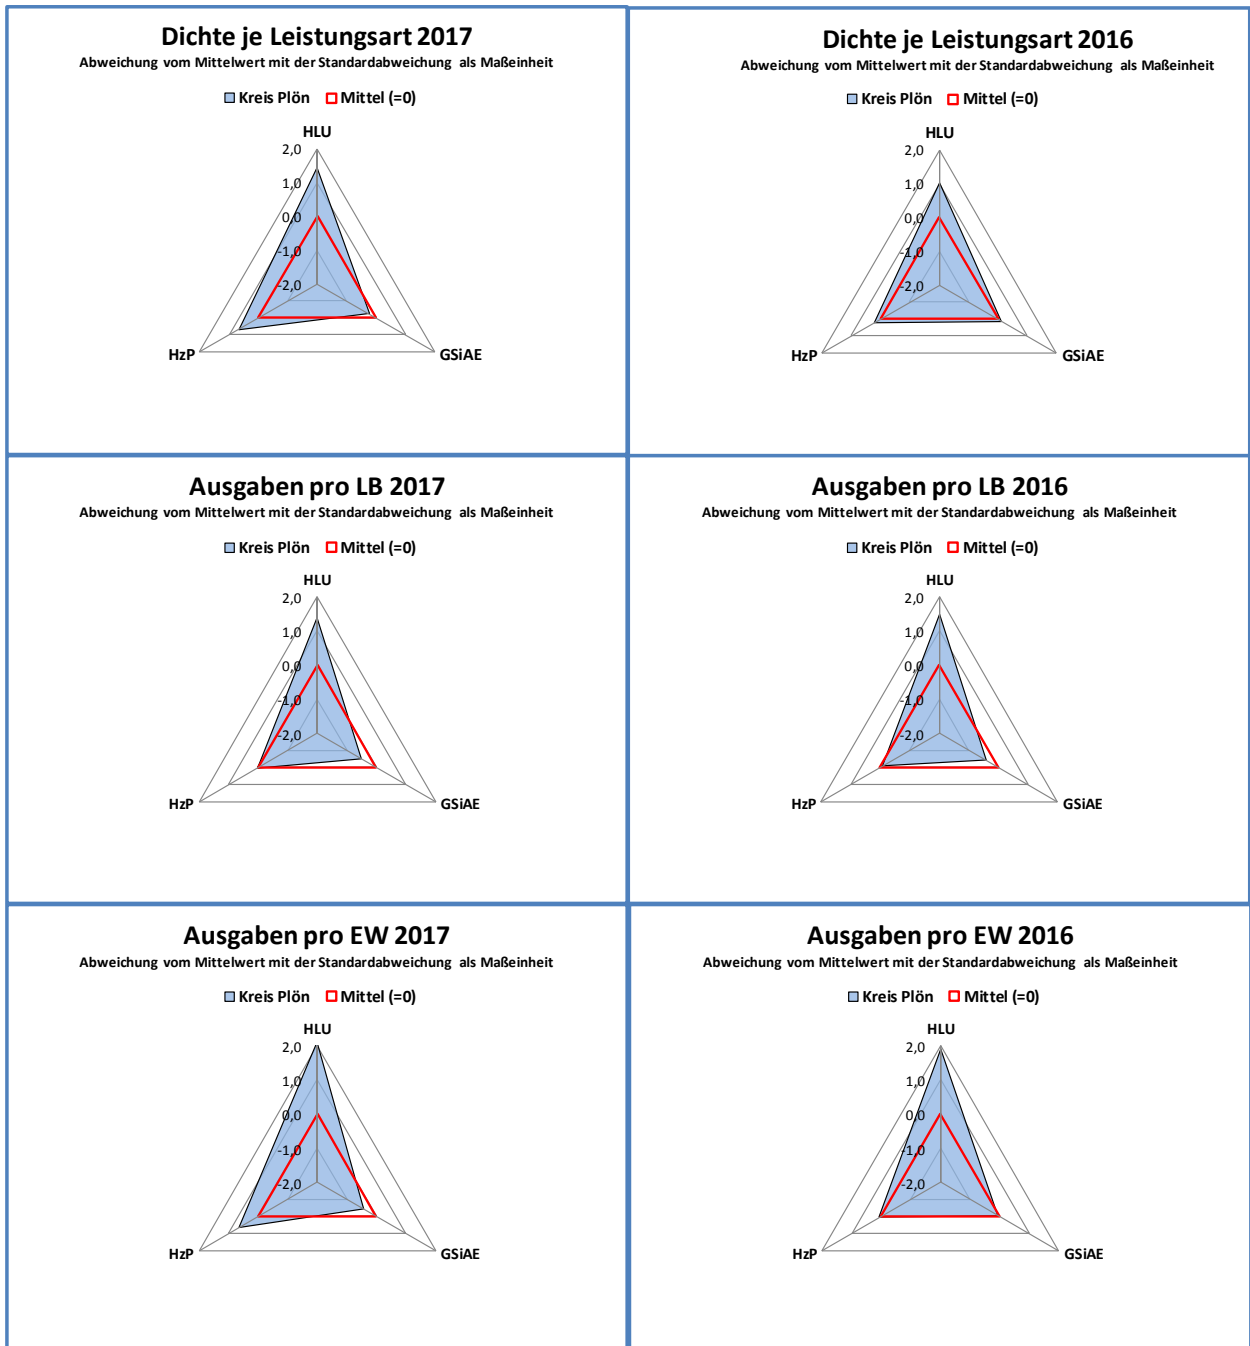 Dichte je Leistungsart 2017
Abweichung vom Mittelwert mit der Standardabweichung als Maßeinheit
Kreis Plön Mittel (=0)
HLU
2,0
1,0
0,0
-1,0
-2,0
HzP
GSiAE
Dichte je Leistungsart 2016
Abweichung vom Mittelwert mit der Standardabweichung als Maßeinheit
Kreis Plön Mittel (=0)
HLU
2,0
1,0
0,0
-1,0
-2,0
HzP
GSiAE
Ausgaben pro LB 2017
Abweichung vom Mittelwert mit der Standardabweichung als Maßeinheit
Kreis Plön Mittel (=0)
HLU
2,0
1,0
0,0
-1,0
-2,0
HzP
GSiAE
Ausgaben pro LB 2016
Abweichung vom Mittelwert mit der Standardabweichung als Maßeinheit
Kreis Plön Mittel (=0)
HLU
2,0
1,0
0,0
-1,0
-2,0
HzP
GSiAE
Ausgaben pro EW 2017
Abweichung vom Mittelwert mit der Standardabweichung als Maßeinheit
Kreis Plön Mittel (=0)
HLU
2,0
1,0
0,0
-1,0
-2,0
HzP
GSiAE
Ausgaben pro EW 2016
Abweichung vom Mittelwert mit der Standardabweichung als Maßeinheit
Kreis Plön Mittel (=0)
HLU
2,0
1,0
0,0
-1,0
-2,0
HzP
GSiAE